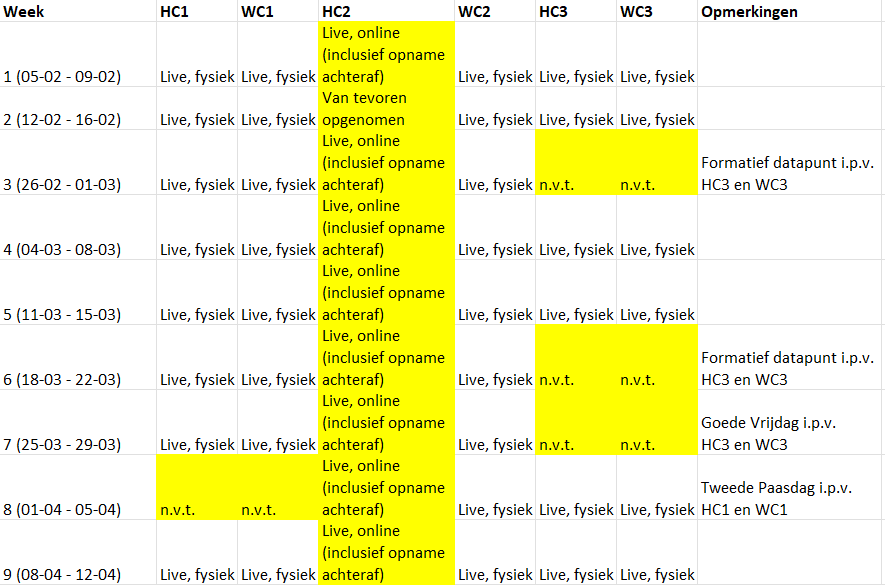 Week HC1 WC1 HC2 WC2 HC3 WC3 Opmerkingen
Live, online
(inclusief opname
1 (05-02 - 09-02) Live, fysiek Live, fysiek achteraf) Live, fysiek Live, fysiek Live, fysiek
Van tevoren
2 (12-02 - 16-02) Live, fysiek Live, fysiek opgenomen Live, fysiek Live, fysiek Live, fysiek
Live, online
(inclusief opname Formatief datapunt i.p.v.
3 (26-02 - 01-03) Live, fysiek Live, fysiek achteraf) Live, fysiek n.v.t. n.v.t. HC3 en WC3
Live, online
(inclusief opname
4 (04-03 - 08-03) Live, fysiek Live, fysiek achteraf) Live, fysiek Live, fysiek Live, fysiek
Live, online
(inclusief opname
5 (11-03 - 15-03) Live, fysiek Live, fysiek achteraf) Live, fysiek Live, fysiek Live, fysiek
Live, online
(inclusief opname Formatief datapunt i.p.v.
6 (18-03 - 22-03) Live, fysiek Live, fysiek achteraf) Live, fysiek n.v.t. n.v.t. HC3 en WC3
Live, online
(inclusief opname Goede Vrijdag i.p.v.
7 (25-03 - 29-03) Live, fysiek Live, fysiek achteraf) Live, fysiek n.v.t. n.v.t. HC3 en WC3
Live, online
(inclusief opname Tweede Paasdag i.p.v.
8 (01-04 - 05-04) n.v.t. n.v.t. achteraf) Live, fysiek Live, fysiek Live, fysiek HC1 en WC1
Live, online
(inclusief opname
9 (08-04 - 12-04) Live, fysiek Live, fysiek achteraf) Live, fysiek Live, fysiek Live, fysiek